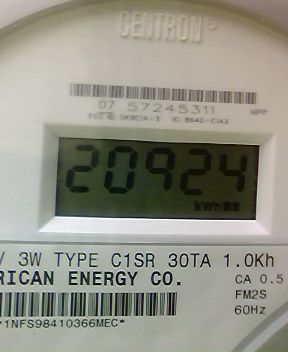 CENTRON®
07 57245311
20924
kWh
V 3W TYPE C1SR 30TA 1.0Kh
RICAN ENERGY CO.
CA 0.5
FM2S
60Hz
*1NFS98410366MEC*